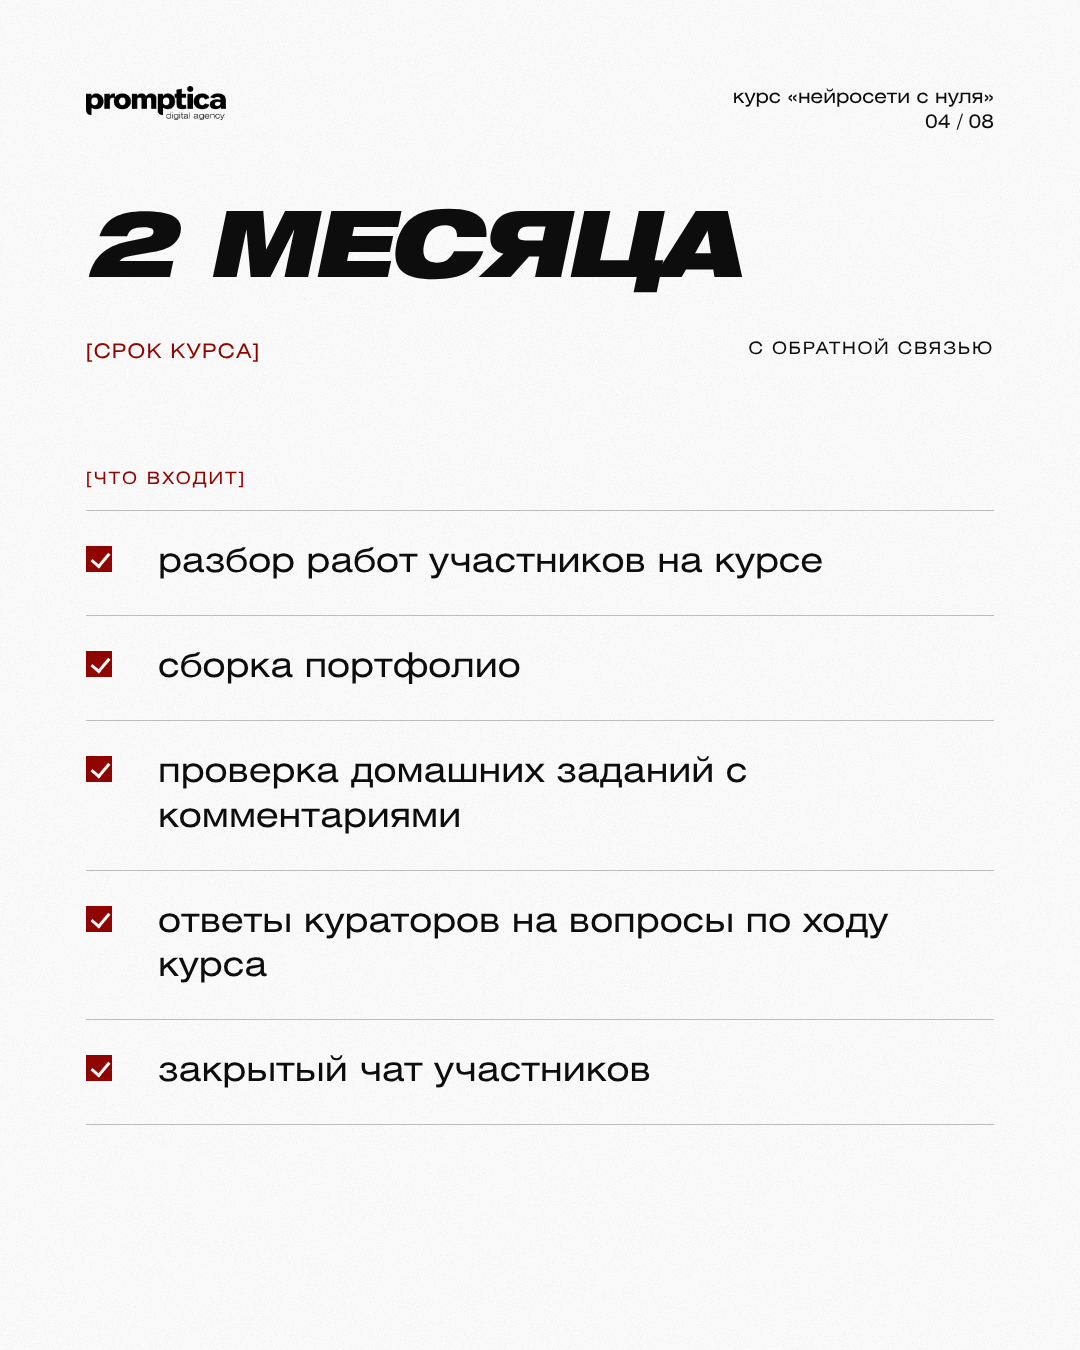 promptica
digital agency
курс «нейросети с нуля»
04 / 08
2 МЕСЯЦА
[СРОК КУРСА]
С ОБРАТНОЙ СВЯЗЬЮ
[ЧТО ВХОДИТ]
разбор работ участников на курсе
сборка портфолио
проверка домашних заданий с
комментариями
ответы кураторов на вопросы по ходу
курса
закрытый чат участников